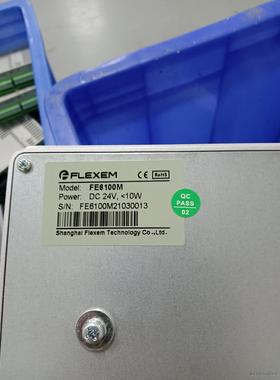 FLEXEM
CE RoHS
Model: FE6100M
Power: DC 24V, <10W
S/N: FE6100M21030013
Shanghai Flexem Technology Co.,Ltd.
QC
PASS
02